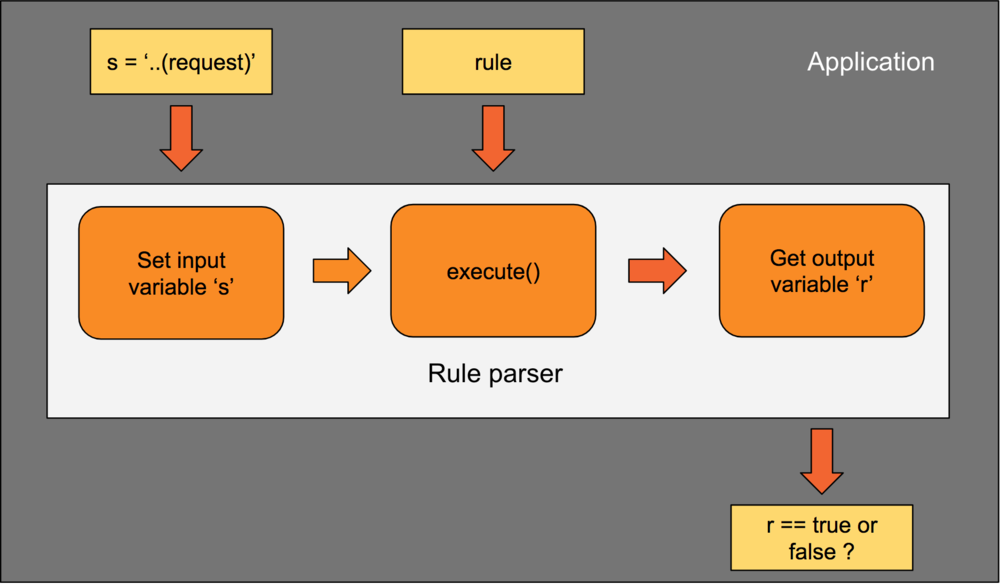 s = ‘..(request)’
rule
Application
Set input
variable ‘s’
execute()
Get output
variable ‘r’
Rule parser
r == true or
false ?